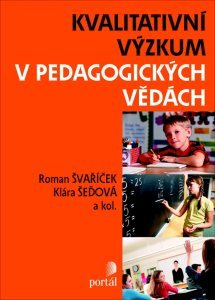 KVALITATIVNÍ
VÝZKUM
V PEDAGOGICKÝCH
VĚDÁCH
Roman ŠVAŘÍČEK
Klára ŠEĎOVÁ
a kol.
portál